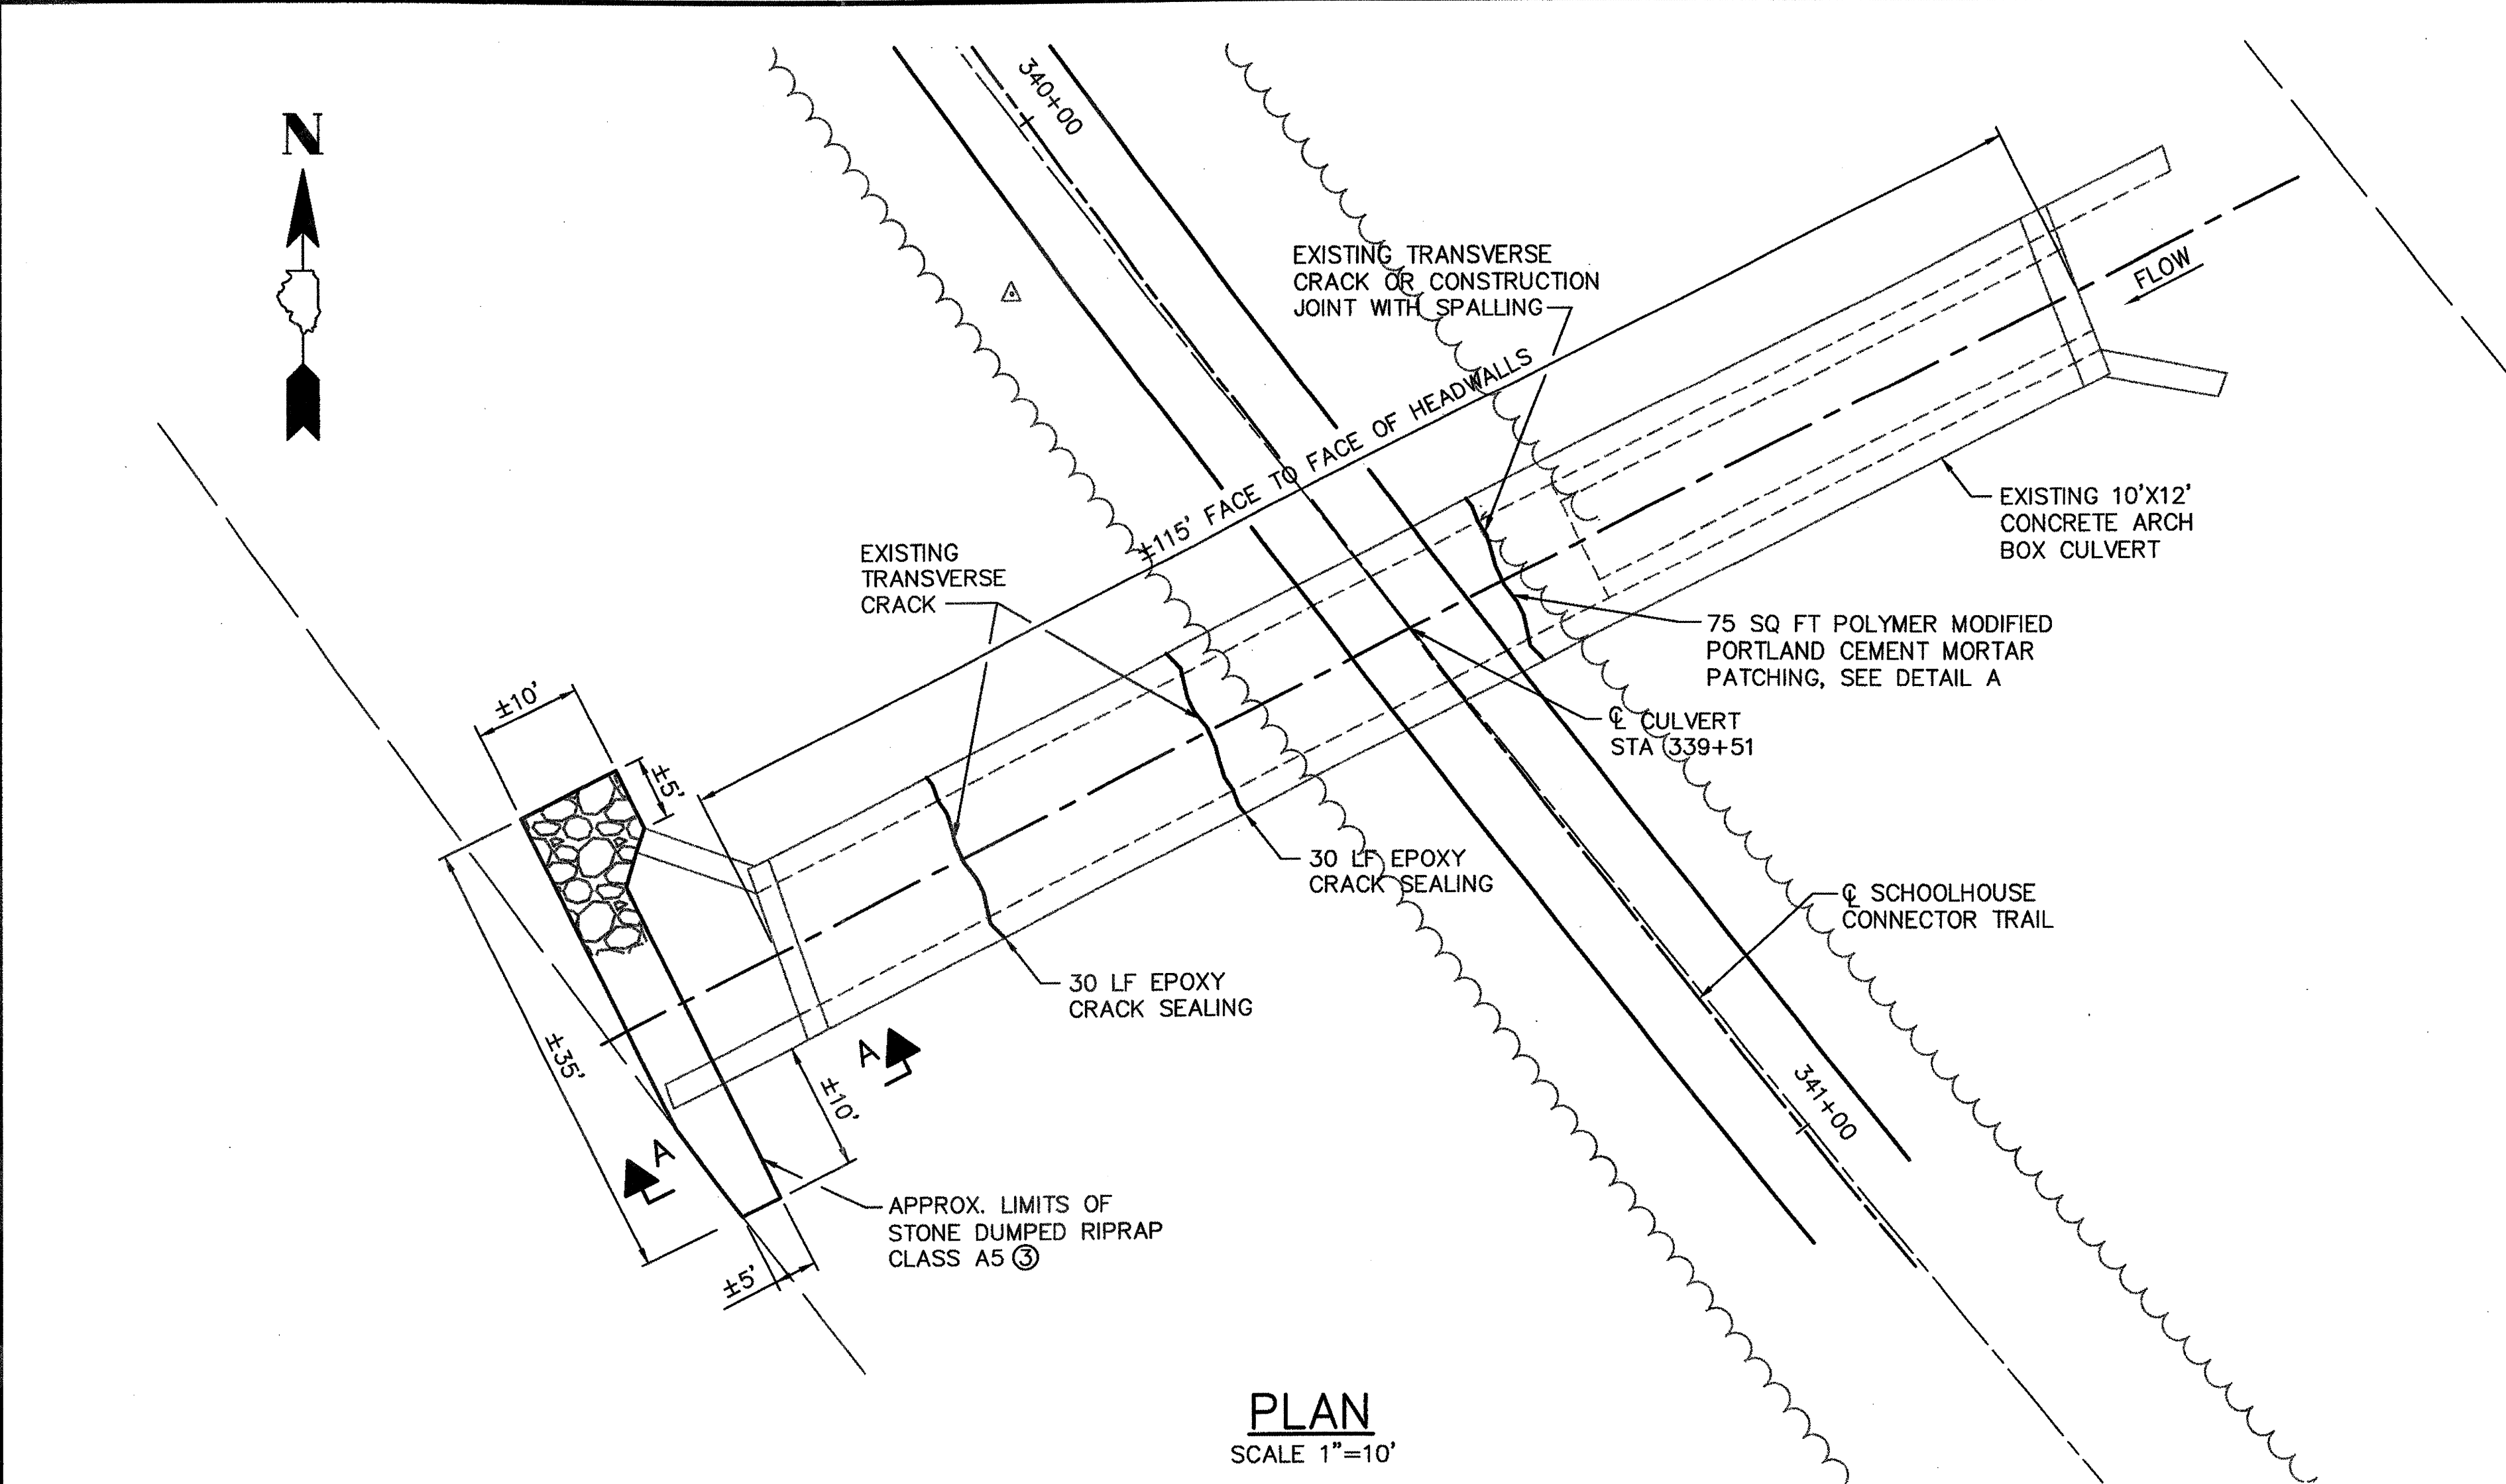 N
340+00
EXISTING TRANSVERSE
CRACK OR CONSTRUCTION
JOINT WITH SPALLING
FLOW
±115' FACE TO FACE OF HEADWALLS
EXISTING 10'X12'
CONCRETE ARCH
BOX CULVERT
EXISTING
TRANSVERSE
CRACK
75 SQ FT POLYMER MODIFIED
PORTLAND CEMENT MORTAR
PATCHING, SEE DETAIL A
℄ CULVERT
STA 339+51
±10'
±5'
30 LF EPOXY
CRACK SEALING
℄ SCHOOLHOUSE
CONNECTOR TRAIL
30 LF EPOXY
CRACK SEALING
±35'
A
±10'
341+00
A
APPROX. LIMITS OF
STONE DUMPED RIPRAP
CLASS A5 ③
±5'
PLAN
SCALE 1"=10'